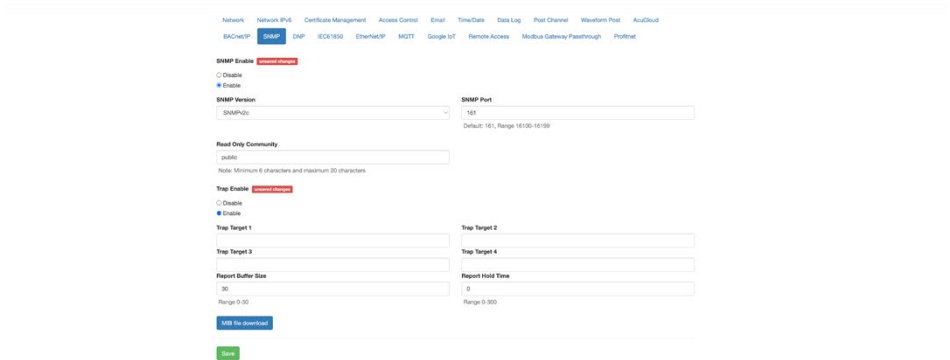 Network Network IPv6 Certificate Management Access Control Email Time/Date Data Log Post Channel Waveform Post AcuCloud
BACnet/IP SNMP DNP IEC61850 EtherNet/IP MQTT Google IoT Remote Access Modbus Gateway Passthrough Profinet
SNMP Enable unsaved changes
Disable
Enable
SNMP Version SNMP Port
SNMPv2c 161
Default: 161, Range 16100-16199
Read Only Community
public
Note: Minimum 6 characters and maximum 20 characters
Trap Enable unsaved changes
Disable
Enable
Trap Target 1 Trap Target 2
Trap Target 3 Trap Target 4
Report Buffer Size Report Hold Time
30 0
Range 0-30 Range 0-300
MIB file download
Save